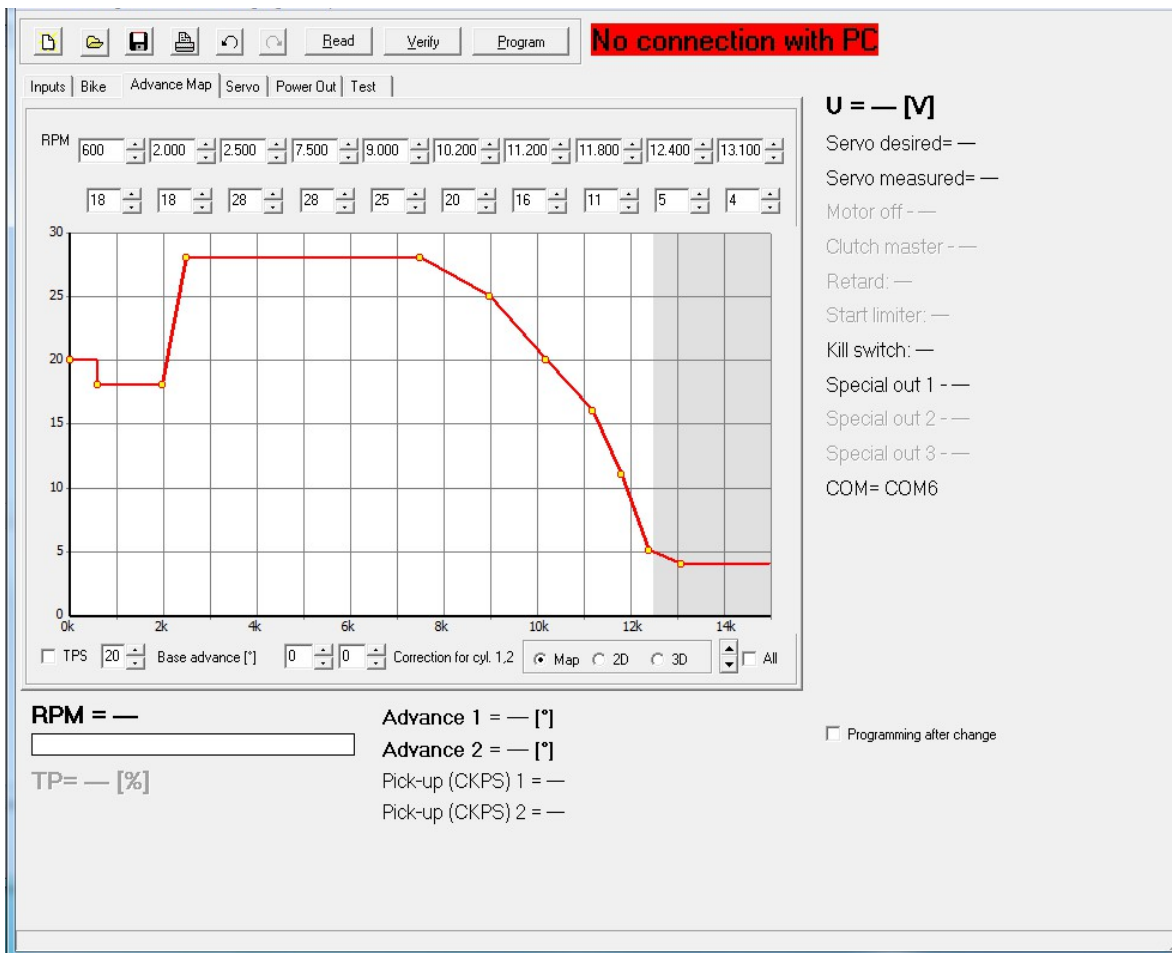 Read Verify Program No connection with PC
Inputs Bike Advance Map Servo Power Out Test
RPM 600 2.000 2.500 7.500 9.000 10.200 11.200 11.800 12.400 13.100
18 18 28 28 25 20 16 11 5 4
30
25
20
15
10
5
0
0k 2k 4k 6k 8k 10k 12k 14k
TPS 20 Base advance [°] 0 0 Correction for cyl. 1,2 Map 2D 3D All
U = — [V]
Servo desired= —
Servo measured= —
Motor off - —
Clutch master - —
Retard: —
Start limiter: —
Kill switch: —
Special out 1 - —
Special out 2 - —
Special out 3 - —
COM= COM6
RPM = —
TP= — [%]
Advance 1 = — [°]
Advance 2 = — [°]
Pick-up (CKPS) 1 = —
Pick-up (CKPS) 2 = —
Programming after change